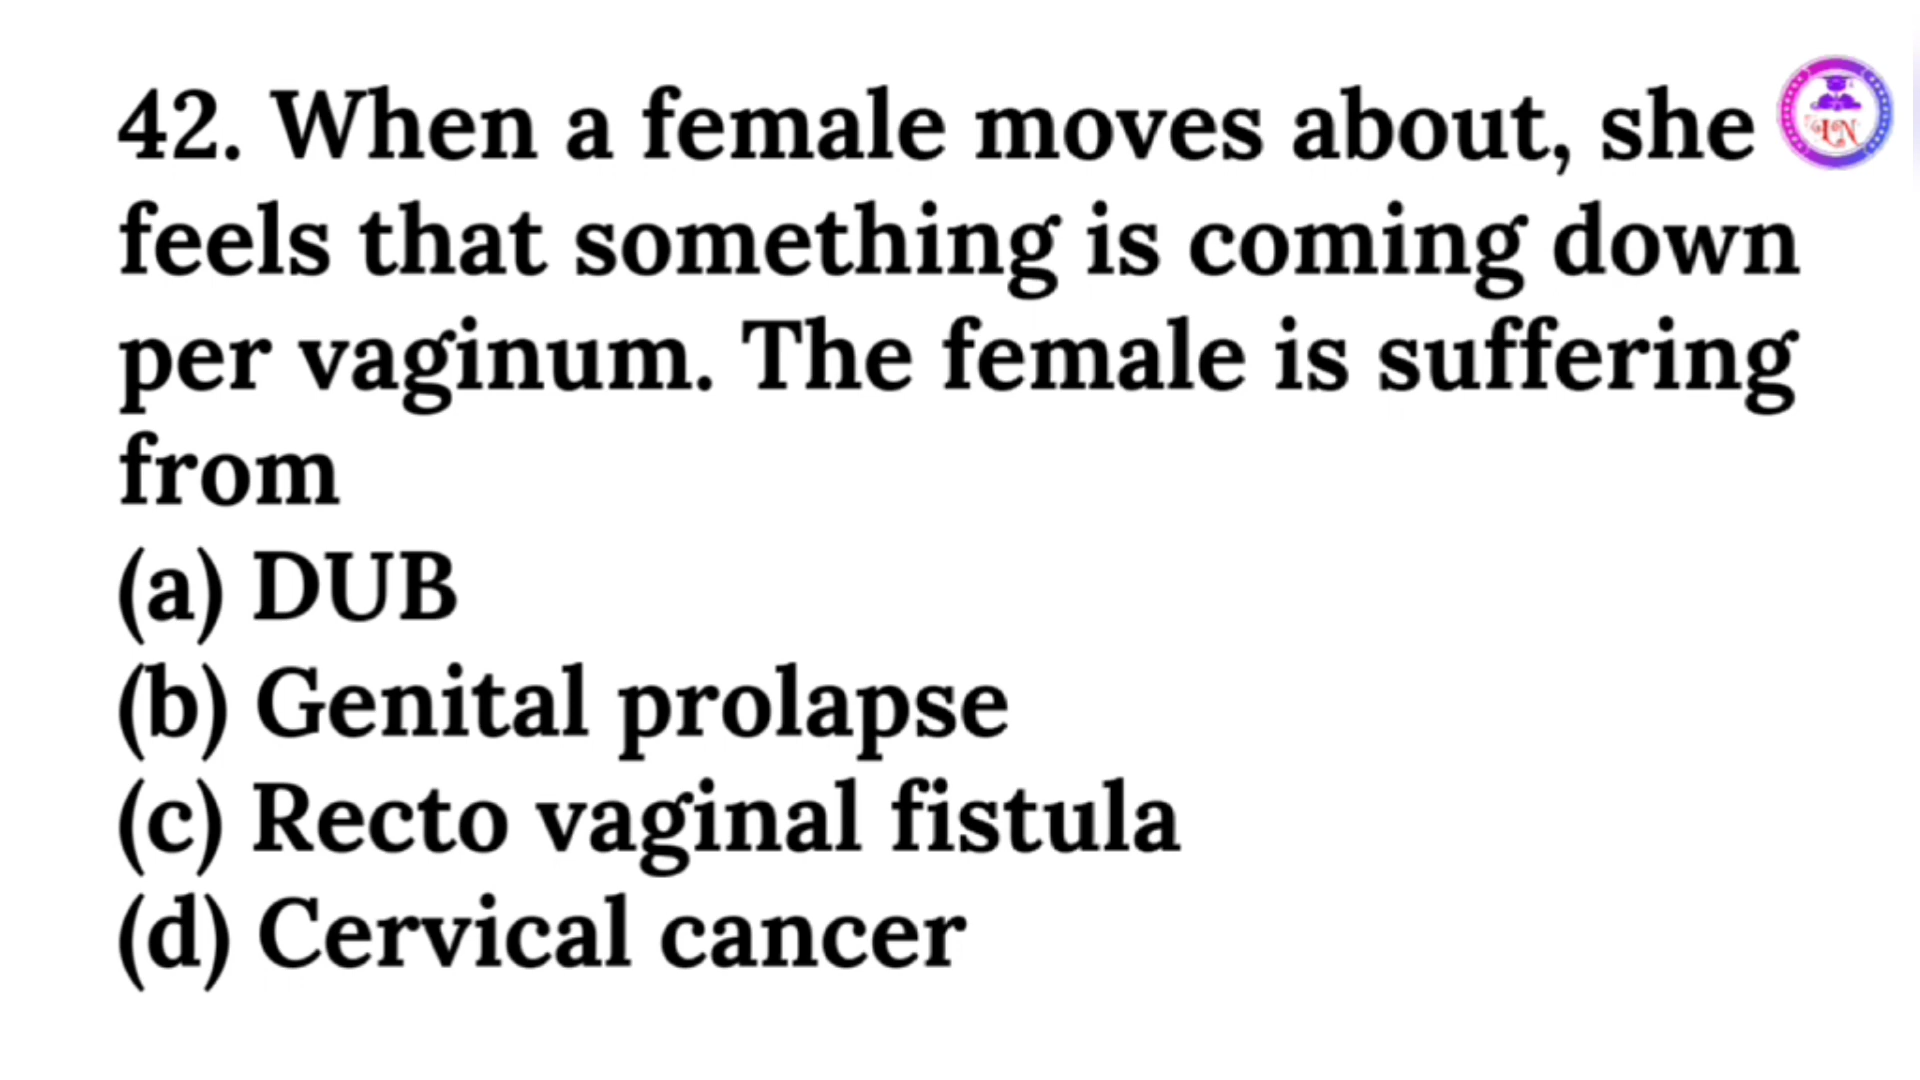 42. When a female moves about, she
feels that something is coming down
per vaginum. The female is suffering
from
(a) DUB
(b) Genital prolapse
(c) Recto vaginal fistula
(d) Cervical cancer